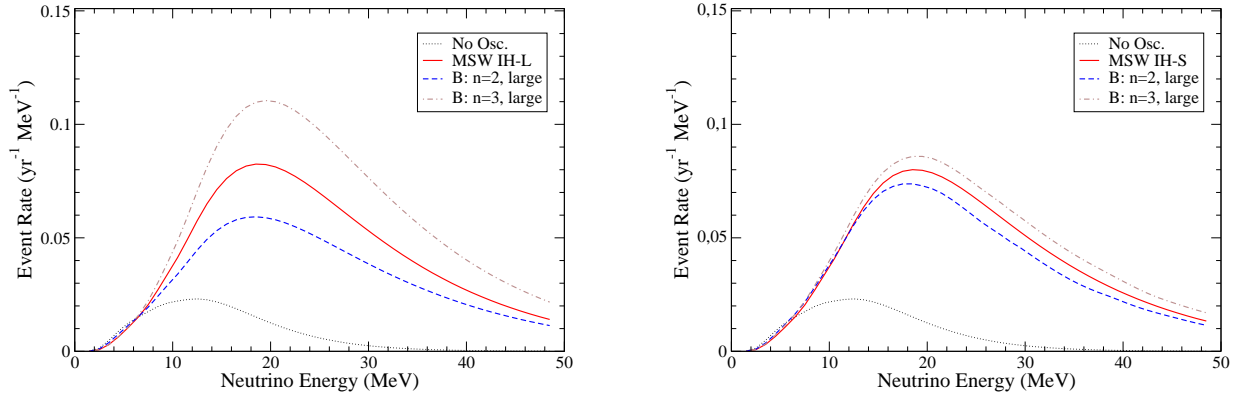 0,15
0.1
0.05
0
Event Rate (yr⁻¹ MeV⁻¹)
No Osc.
MSW IH-L
B: n=2, large
B: n=3, large
0 10 20 30 40 50
Neutrino Energy (MeV)
0,15
0.1
0.05
0
Event Rate (yr⁻¹ MeV⁻¹)
No Osc.
MSW IH-S
B: n=2, large
B: n=3, large
0 10 20 30 40 50
Neutrino Energy (MeV)